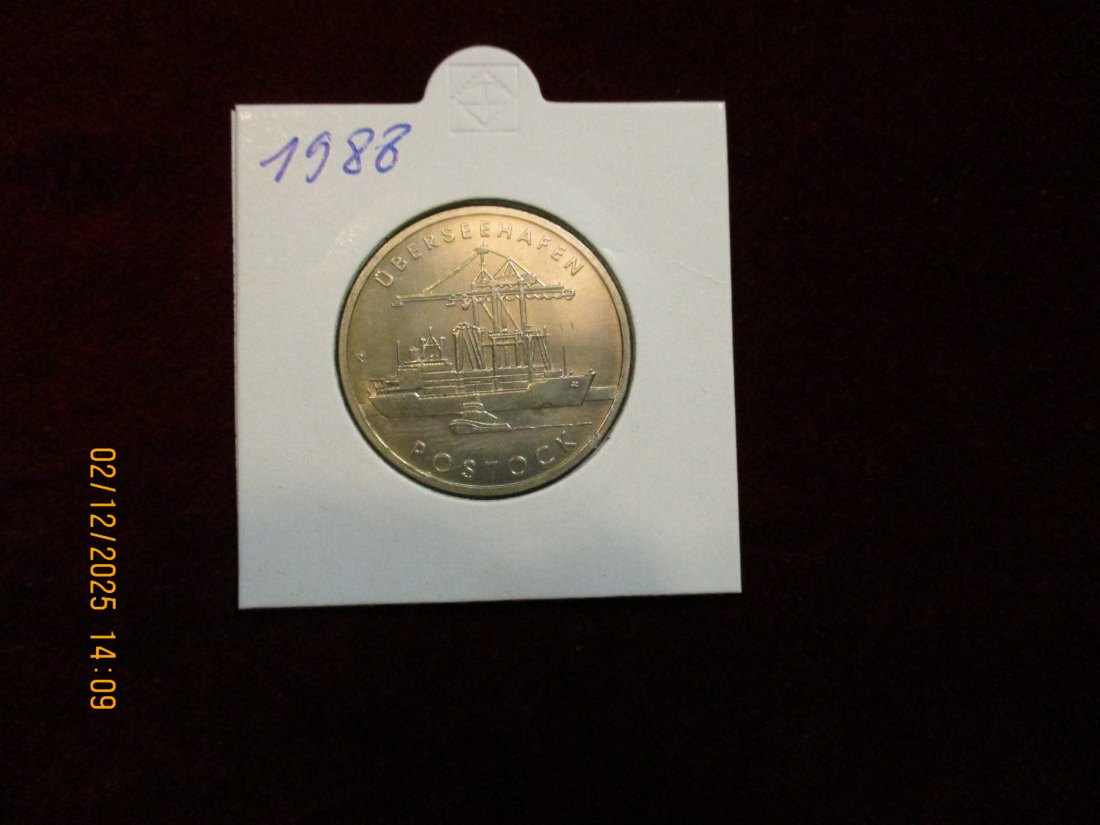 1988
ÜBERSEEHAFEN
ROSTOCK
02/12/2025 14:09